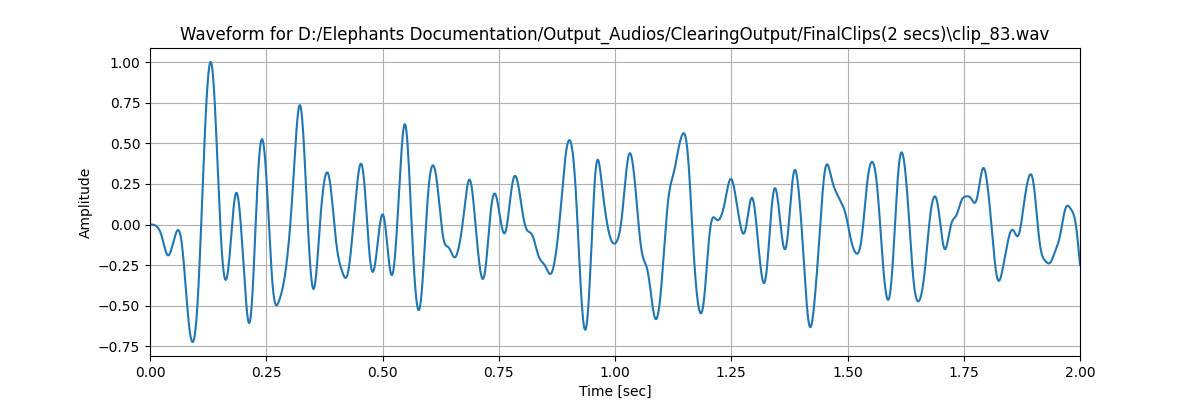 Waveform for D:/Elephants Documentation/Output_Audios/ClearingOutput/FinalClips(2 secs)\clip_83.wav
1.00
0.75
0.50
0.25
0.00
−0.25
−0.50
−0.75
Amplitude
0.00 0.25 0.50 0.75 1.00 1.25 1.50 1.75 2.00
Time [sec]